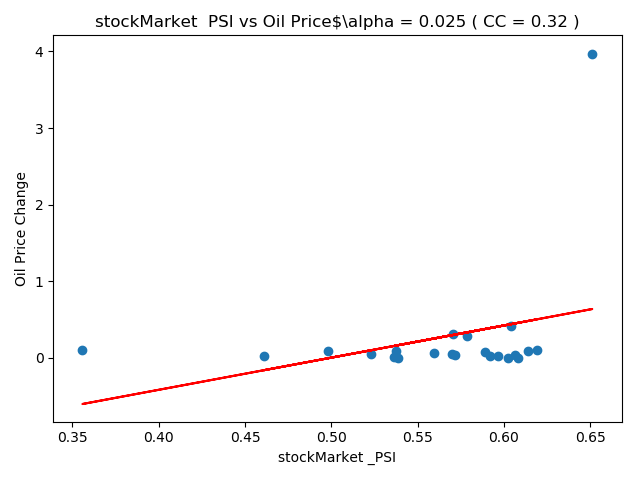 stockMarket  PSI vs Oil Price$\alpha = 0.025 ( CC = 0.32 )
4
3
2
1
0
Oil Price Change
0.35 0.40 0.45 0.50 0.55 0.60 0.65
stockMarket _PSI